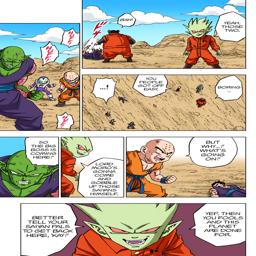 YEAH,
THOSE
TWO.
BORING...
YOU
PEOPLE
GOT OFF
EASY.
...!
BUT
WHY...?
WHAT'S
GOING
ON?
LORD
MORO'S
GONNA
COME
AND
GOBBLE UP
THOSE
SAIYANS
HIMSELF.
SO
THE
BIG
BOSS IS
COMING
HERE?
YEP, THEN
YOU FOOLS
AND THIS
PLANET
ARE DONE
FOR.
BETTER
TELL YOUR
SAIYAN PALS
TO GET BACK
HERE, 'KAY?